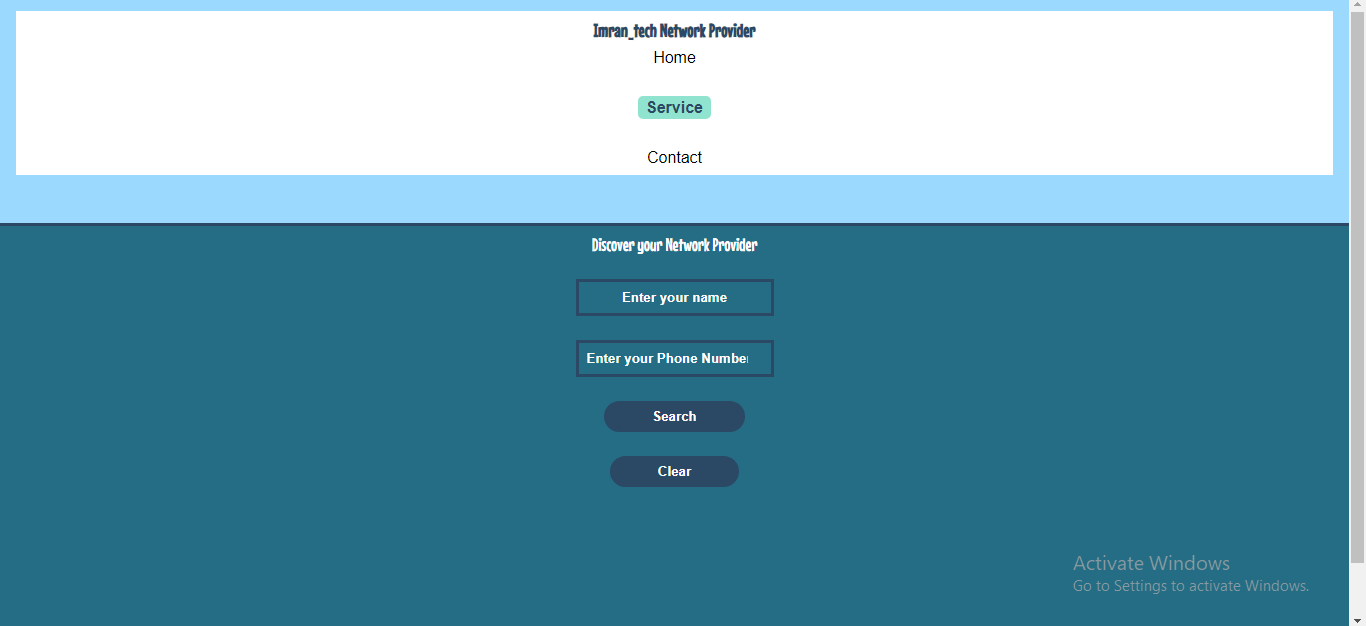 Imran_tech Network Provider
Home
Service
Contact
Discover your Network Provider
Enter your name
Enter your Phone Number
Search
Clear
Activate Windows
Go to Settings to activate Windows.